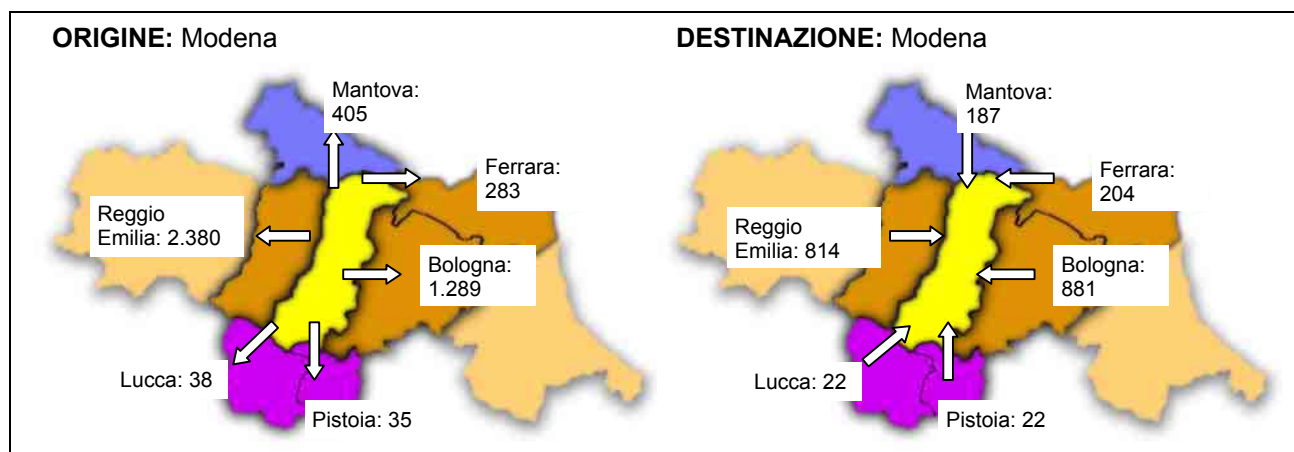 ORIGINE: Modena
Mantova:
405
Ferrara:
283
Reggio
Emilia: 2.380
Bologna:
1.289
Lucca: 38
Pistoia: 35
DESTINAZIONE: Modena
Mantova:
187
Ferrara:
204
Reggio
Emilia: 814
Bologna:
881
Lucca: 22
Pistoia: 22